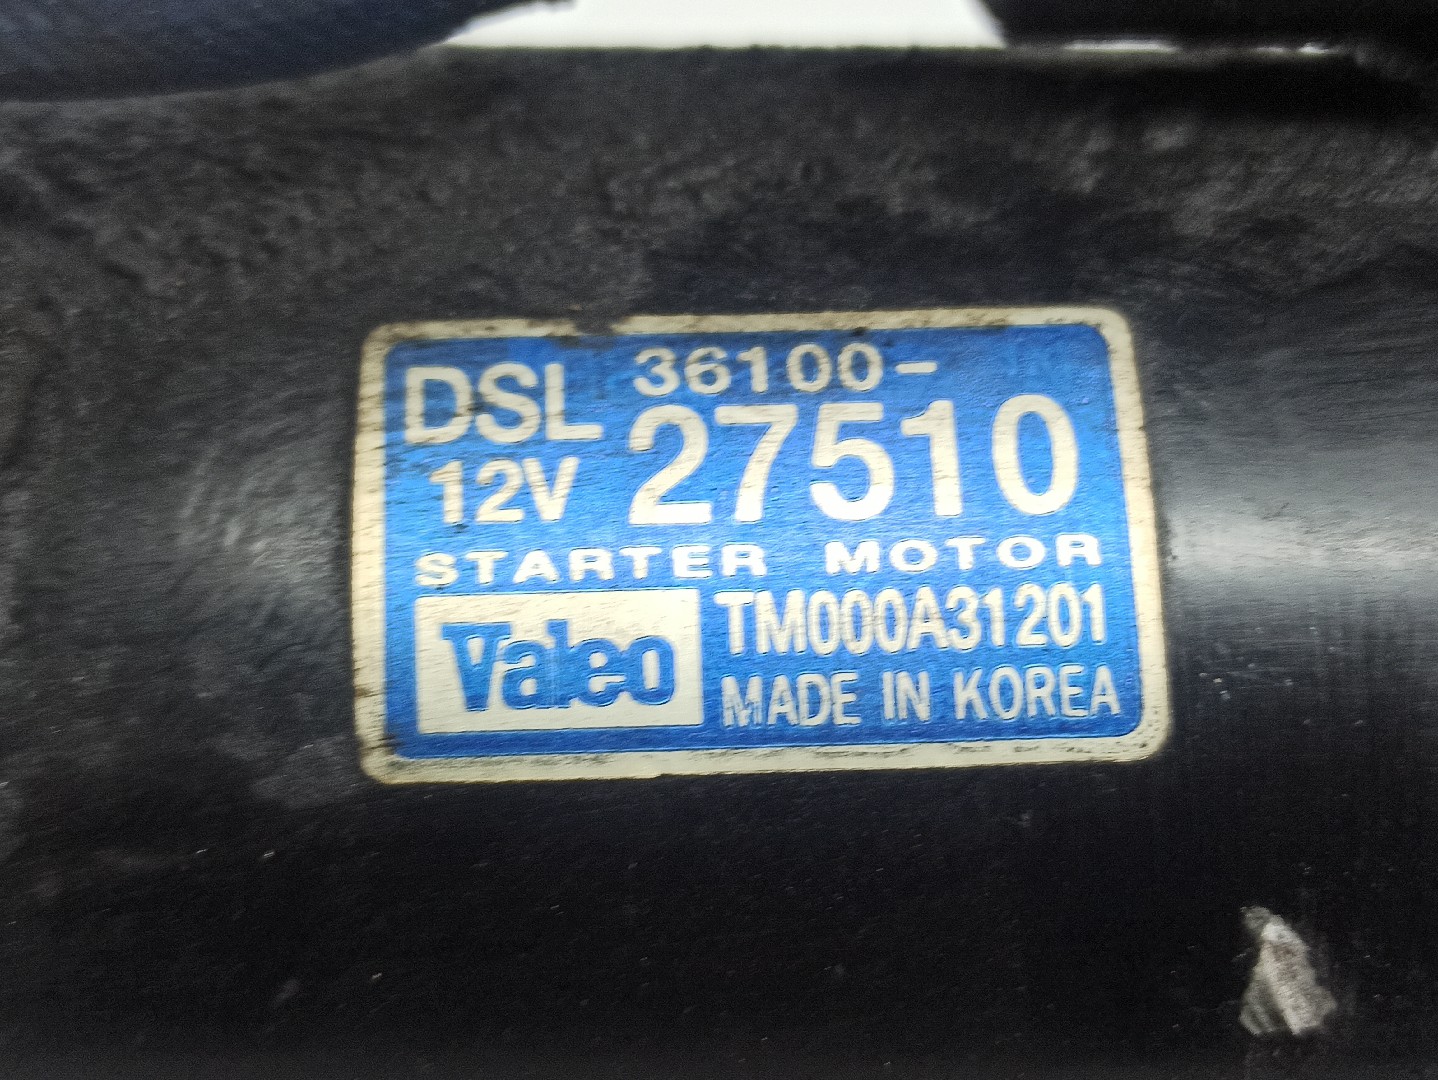 DSL 36100-
12V 27510
STARTER MOTOR
Valeo TM000A31201
MADE IN KOREA